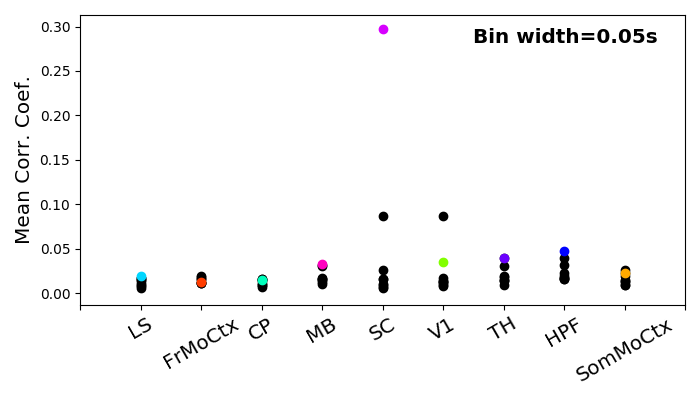 Bin width=0.05s
Mean Corr. Coef.
0.30
0.25
0.20
0.15
0.10
0.05
0.00
LS
FrMoCtx
CP
MB
SC
V1
TH
HPF
SomMoCtx